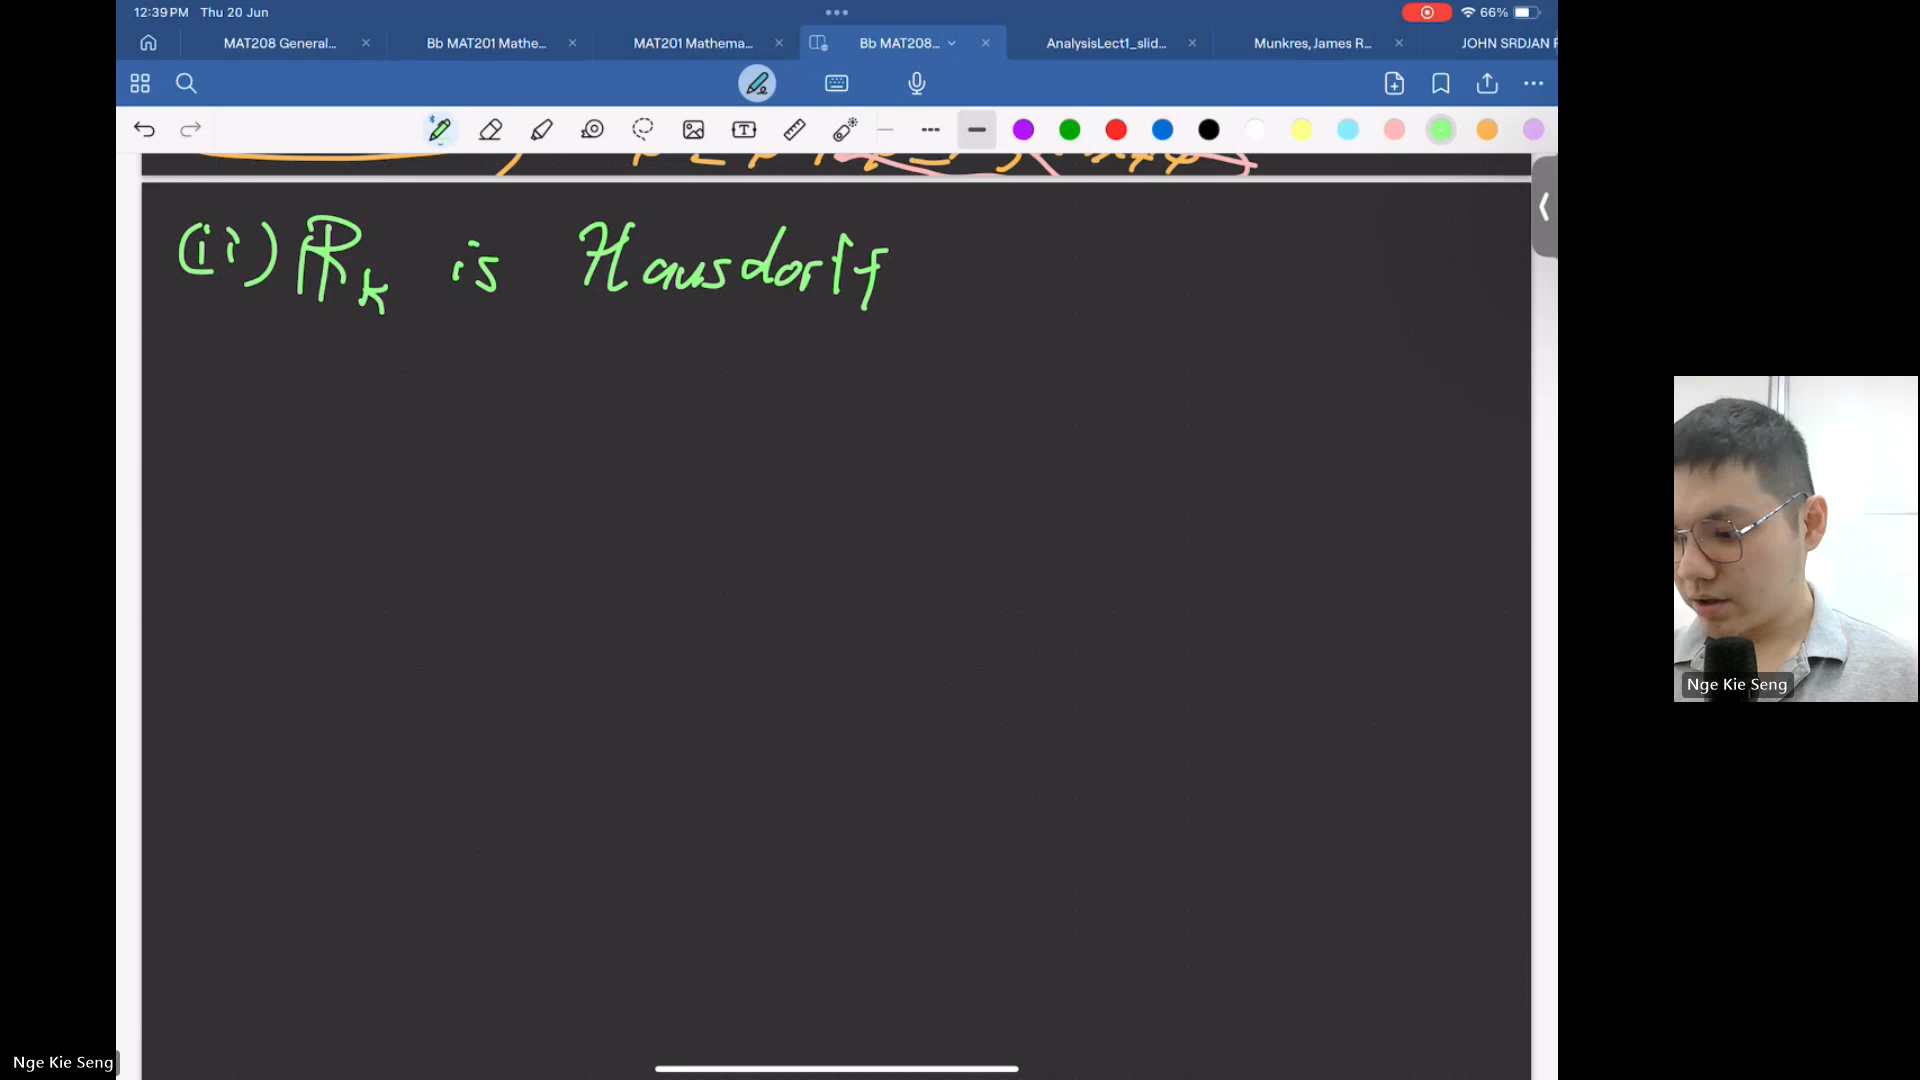 12:39 PM Thu 20 Jun
66%
MAT208 General...
Bb MAT201 Mathe...
MAT201 Mathema...
Bb MAT208...
AnalysisLect1_slid...
Munkres, James R...
JOHN SRDJAN
(ii) ℝₖ is Hausdorff
Nge Kie Seng
Nge Kie Seng